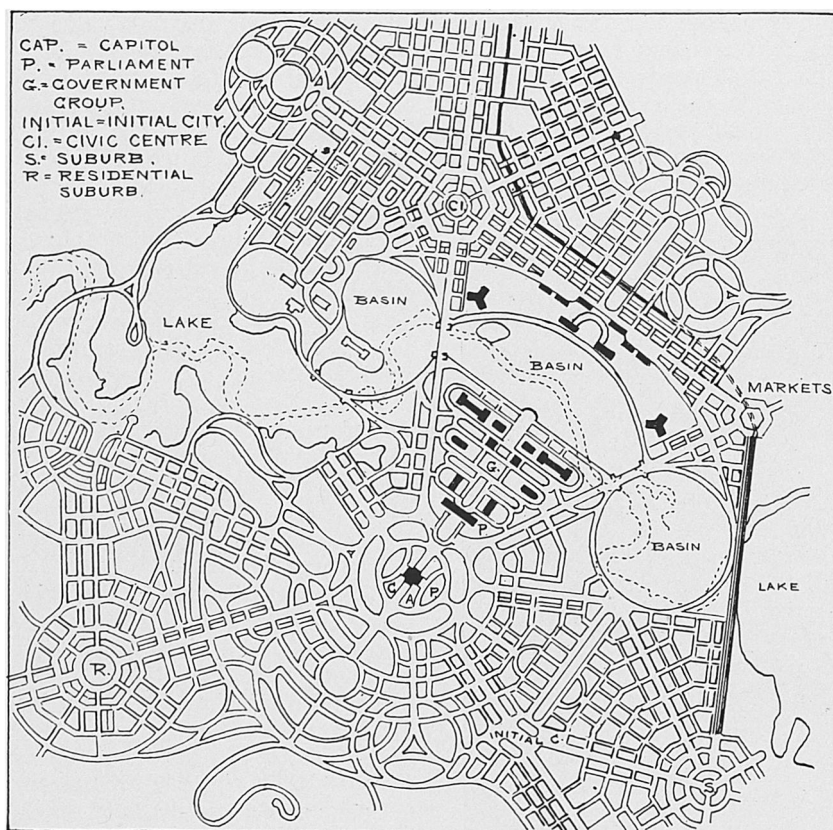 CAP. = CAPITOL
P. = PARLIAMENT
G. = GOVERNMENT
GROUP.
INITIAL = INITIAL CITY
CI. = CIVIC CENTRE
S = SUBURB.
R = RESIDENTIAL
SUBURB.
S
CI
BASIN
LAKE
BASIN
MARKETS
G.
P.
BASIN
C A P
LAKE
R.
INITIAL C.
S